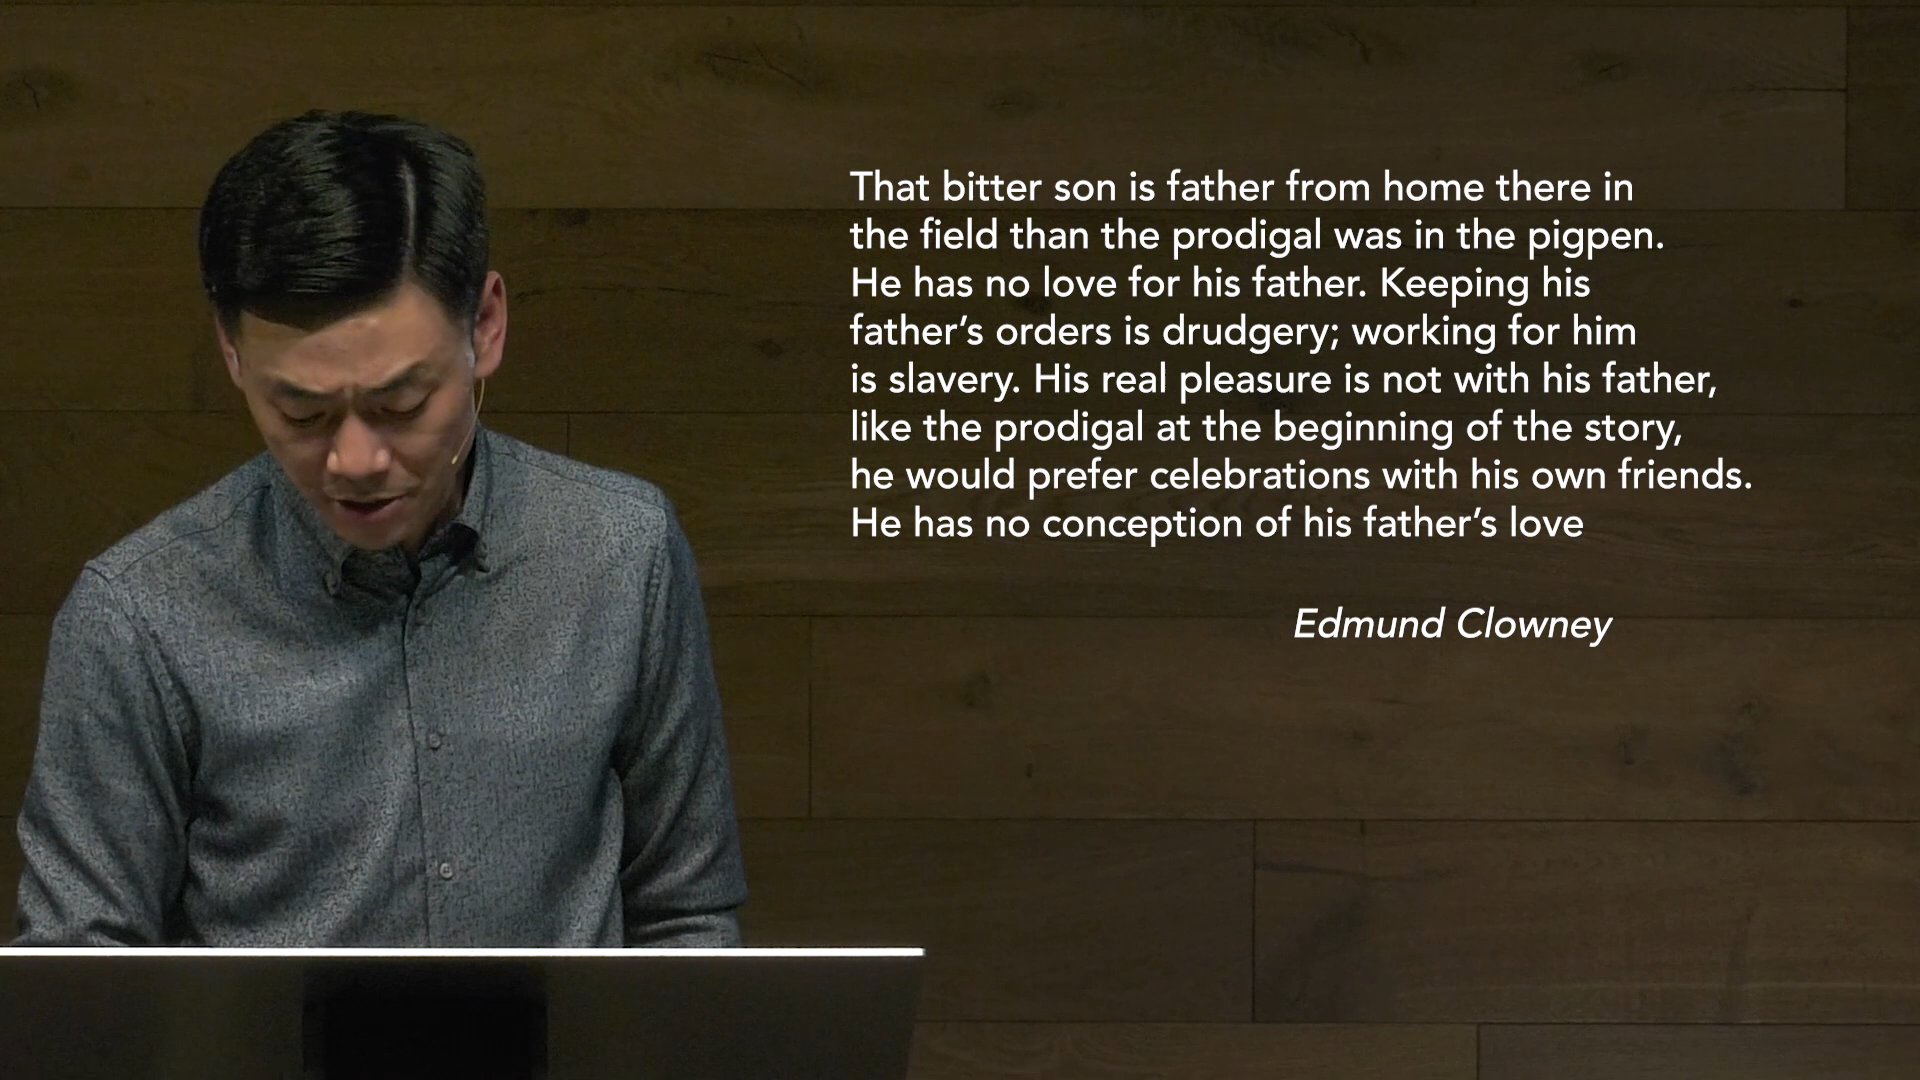 That bitter son is father from home there in
the field than the prodigal was in the pigpen.
He has no love for his father. Keeping his
father’s orders is drudgery; working for him
is slavery. His real pleasure is not with his father,
like the prodigal at the beginning of the story,
he would prefer celebrations with his own friends.
He has no conception of his father’s love
Edmund Clowney